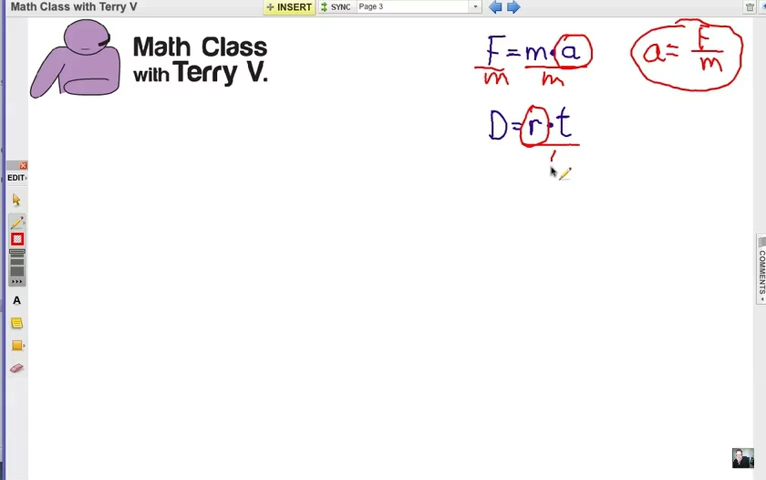 Math Class with Terry V
INSERT
SYNC
Page 3
Math Class
with Terry V.
F = m · a
m m
a = F
m
D = r · t
EDIT
A
COMMENTS